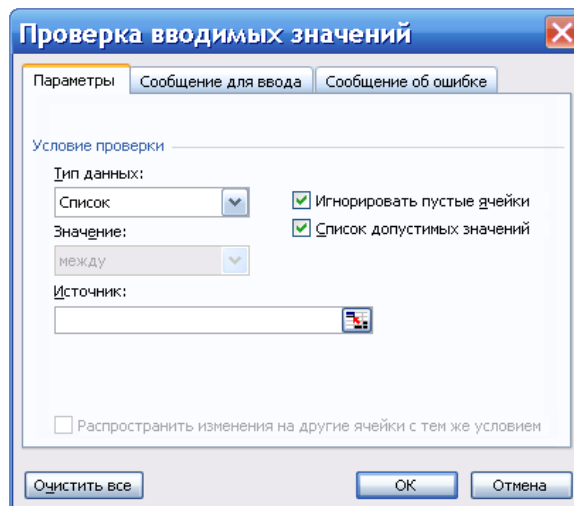 Проверка вводимых значений
Параметры Сообщение для ввода Сообщение об ошибке
Условие проверки
Тип данных:
Список Игнорировать пустые ячейки
Значение: Список допустимых значений
между
Источник:
Распространить изменения на другие ячейки с тем же условием
Очистить все ОК Отмена